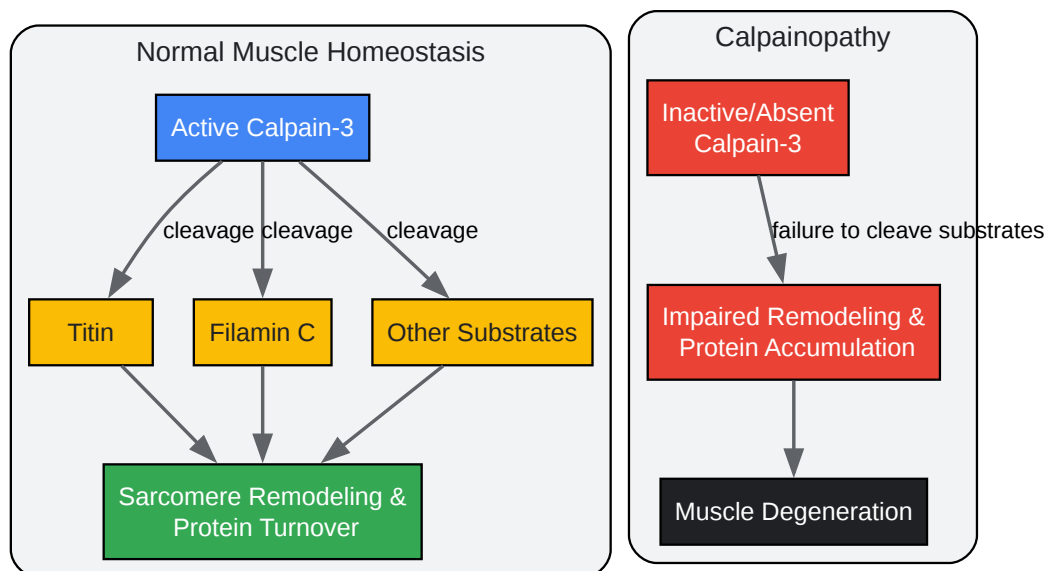 Normal Muscle Homeostasis
Active Calpain-3
cleavage
cleavage
cleavage
Titin
Filamin C
Other Substrates
Sarcomere Remodeling &
Protein Turnover
Calpainopathy
Inactive/Absent
Calpain-3
failure to cleave substrates
Impaired Remodeling &
Protein Accumulation
Muscle Degeneration